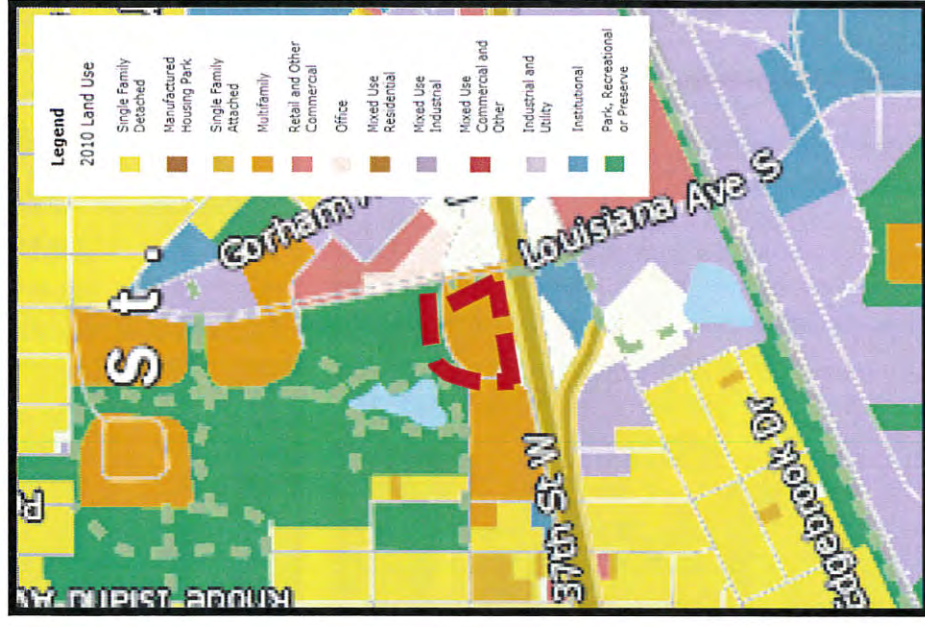 Legend
2010 Land Use
Single Family
Detached
Manufactured
Housing Park
Single Family
Attached
Multifamily
Retail and Other
Commercial
Office
Mixed Use
Residential
Mixed Use
Industrial
Mixed Use
Commercial and
Other
Industrial and
Utility
Institutional
Park, Recreational
or Preserve
St.
Gorham
Louisiana Ave S
37th St W
Edgebrook Dr
Rhode Island Av